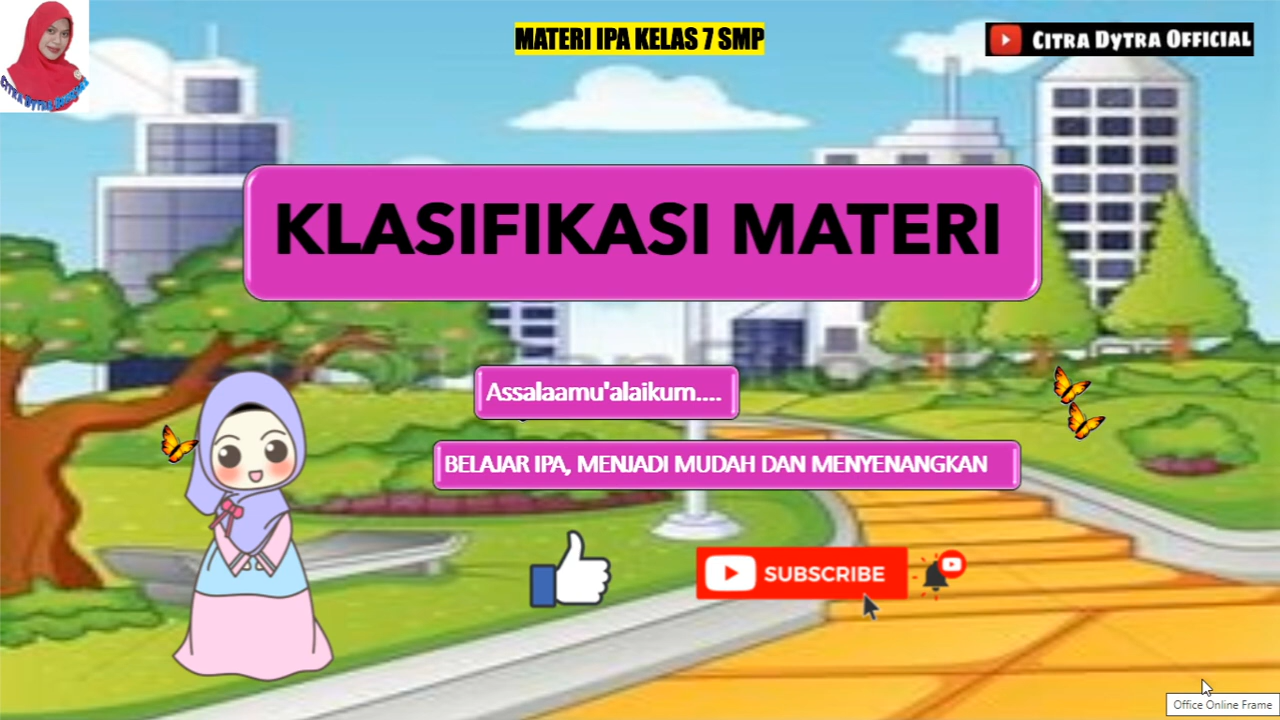 MATERI IPA KELAS 7 SMP
CITRA DYTRA OFFICIAL
KLASIFIKASI MATERI
Assalaamu'alaikum....
BELAJAR IPA, MENJADI MUDAH DAN MENYENANGKAN
SUBSCRIBE
Office Online Frame